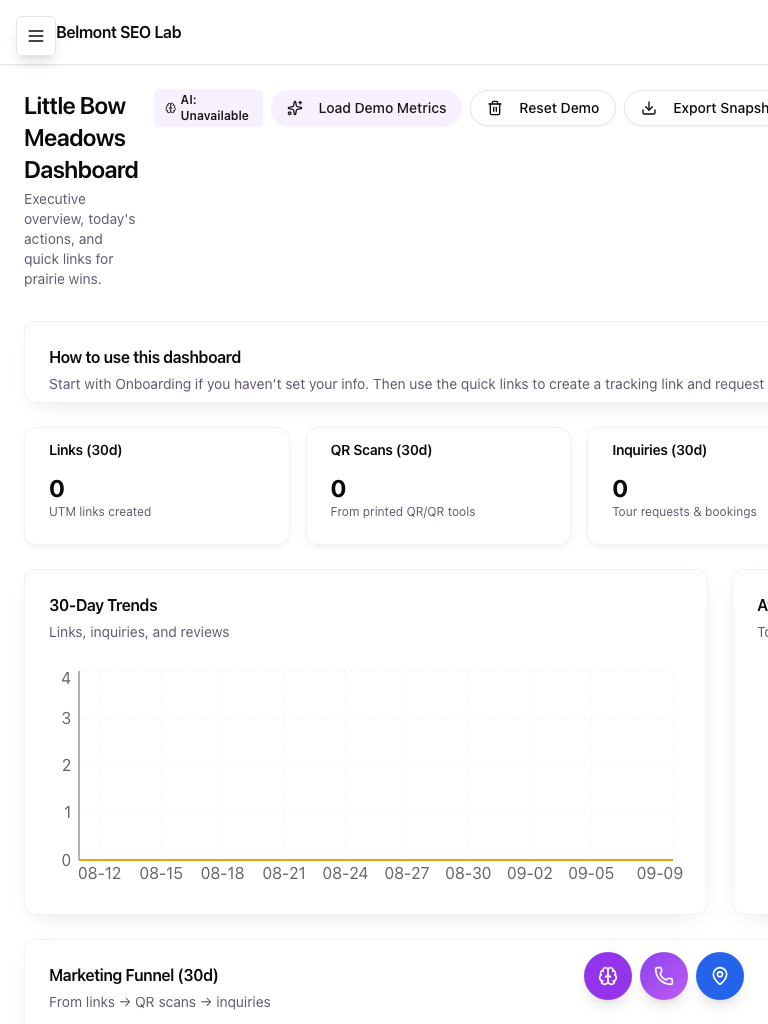 Belmont SEO Lab
Little Bow
Meadows
Dashboard
AI:
Unavailable
Load Demo Metrics
Reset Demo
Export Snapsh
Executive
overview, today's
actions, and
quick links for
prairie wins.
How to use this dashboard
Start with Onboarding if you haven’t set your info. Then use the quick links to create a tracking link and request
Links (30d)
0
UTM links created
QR Scans (30d)
0
From printed QR/QR tools
Inquiries (30d)
0
Tour requests & bookings
30-Day Trends
Links, inquiries, and reviews
4
3
2
1
0
08-12 08-15 08-18 08-21 08-24 08-27 08-30 09-02 09-05 09-09
Marketing Funnel (30d)
From links → QR scans → inquiries